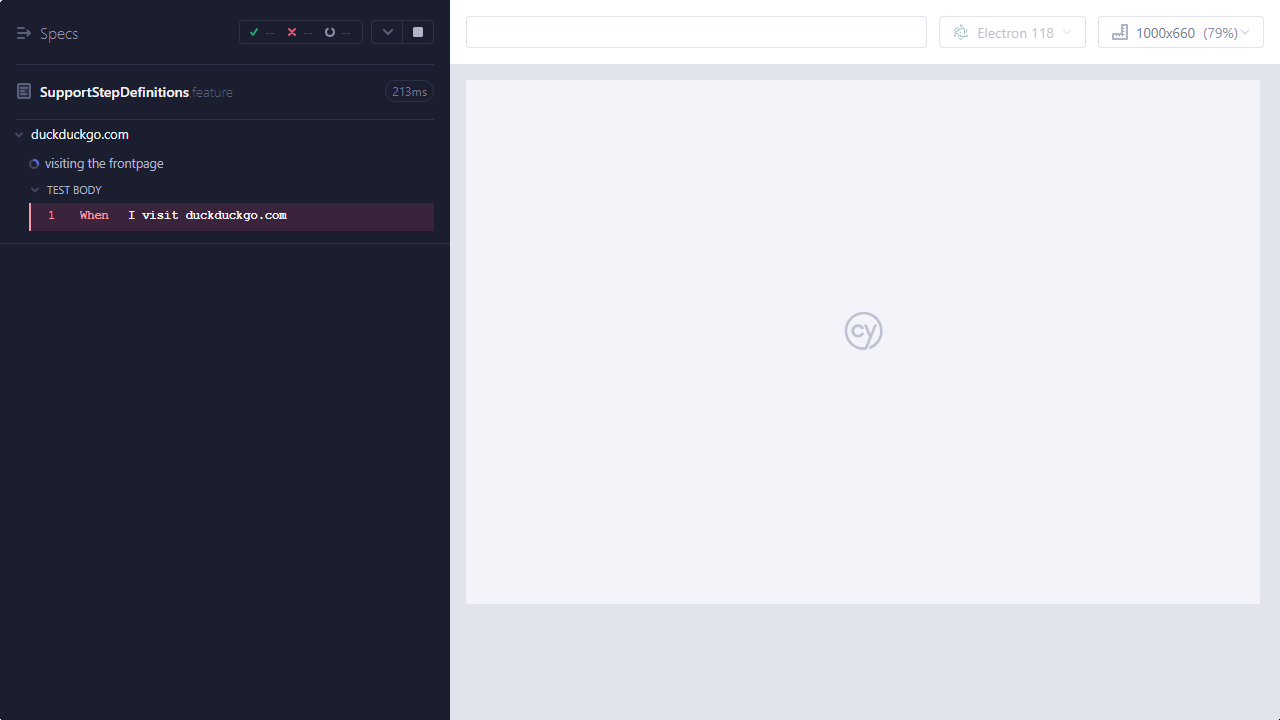 Specs
-- -- --
Electron 118
1000x660 (79%)
SupportStepDefinitions.feature
213ms
duckduckgo.com
visiting the frontpage
TEST BODY
1 When I visit duckduckgo.com
cy